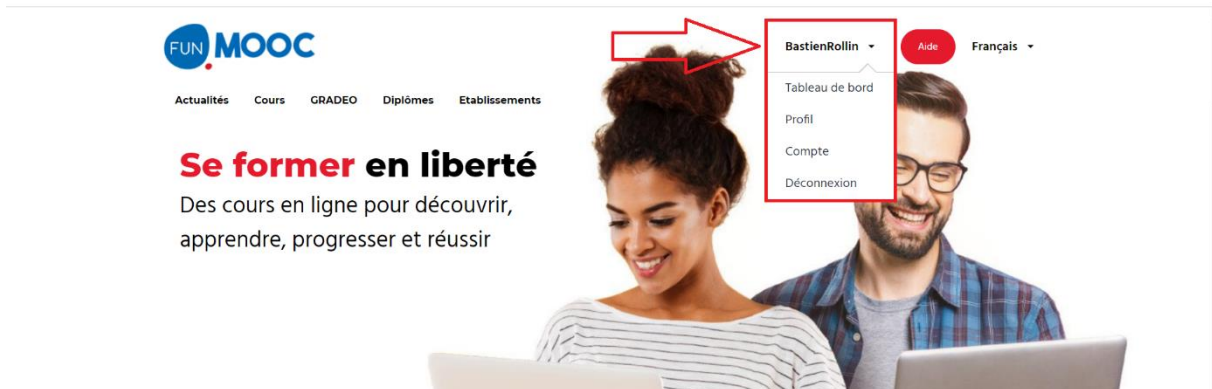 FUN MOOC
BastienRollin
Aide
Français
Tableau de bord
Profil
Compte
Déconnexion
Actualités Cours GRADEO Diplômes Etablissements
Se former en liberté
Des cours en ligne pour découvrir,
apprendre, progresser et réussir